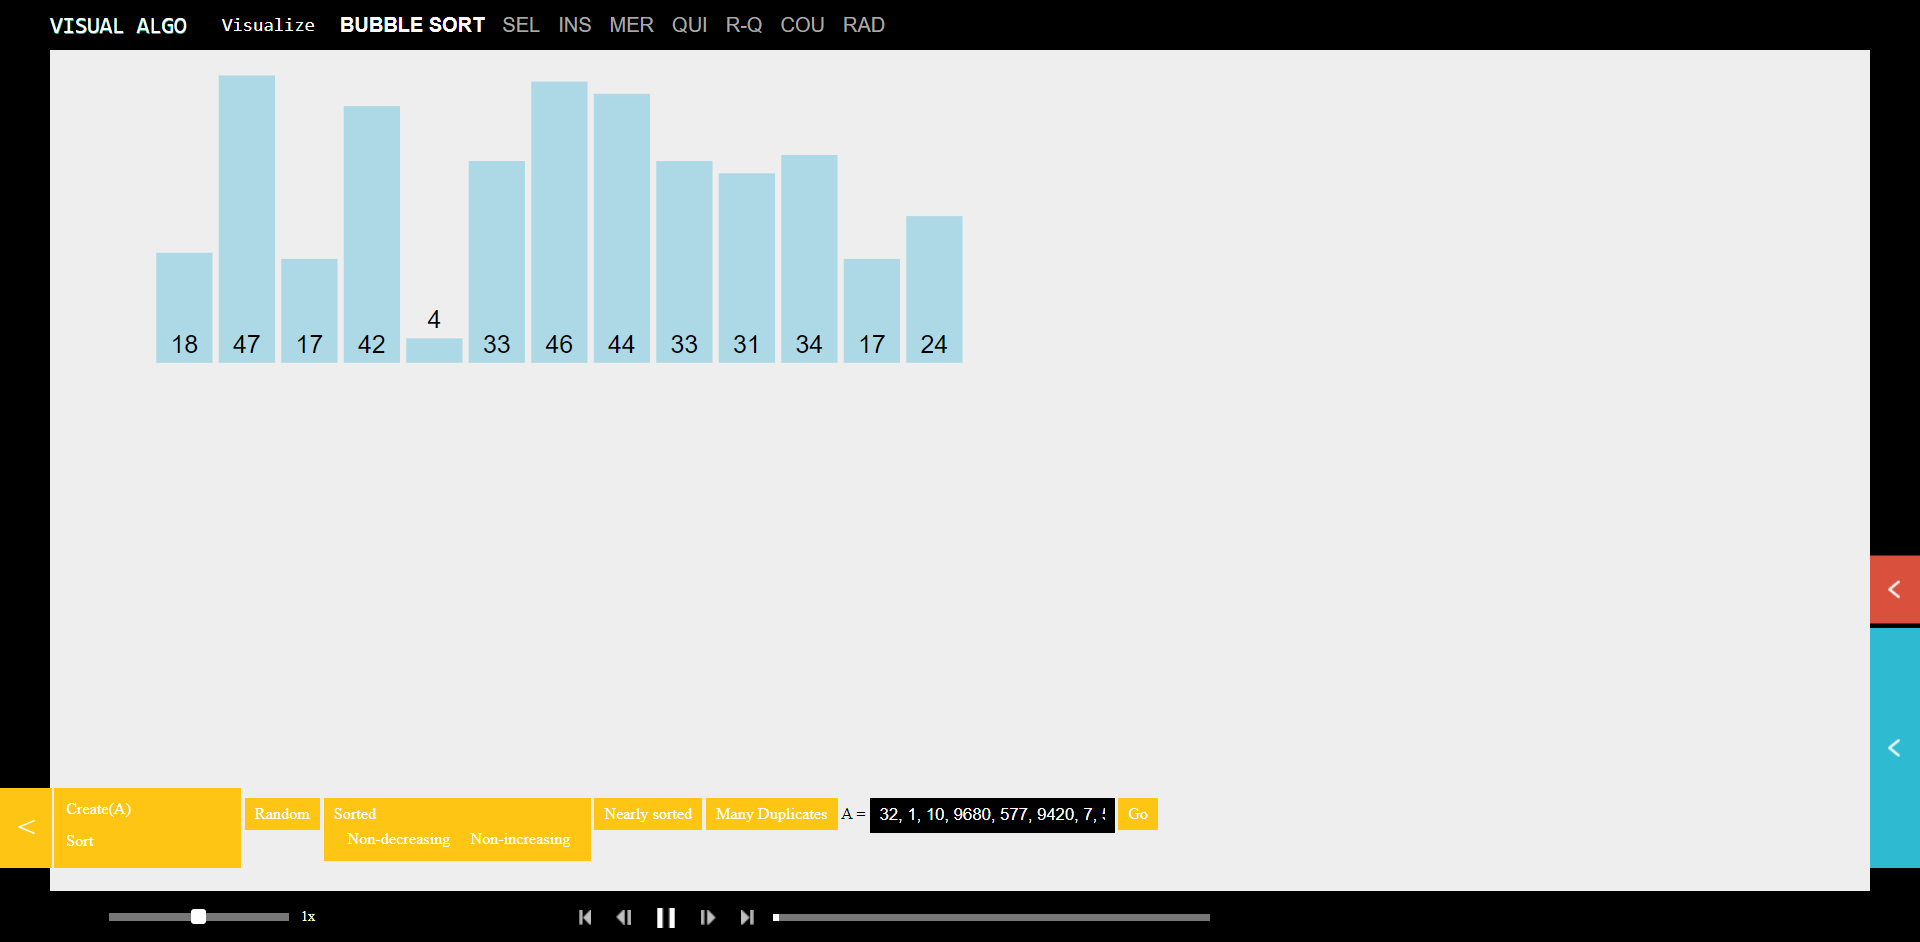 VISUAL ALGO Visualize BUBBLE SORT SEL INS MER QUI R-Q COU RAD
18 47 17 42 4 33 46 44 33 31 34 17 24
Create(A)
Sort
Random
Sorted
Non-decreasing Non-increasing
Nearly sorted
Many Duplicates
A =
32, 1, 10, 9680, 577, 9420, 7,
Go
1x